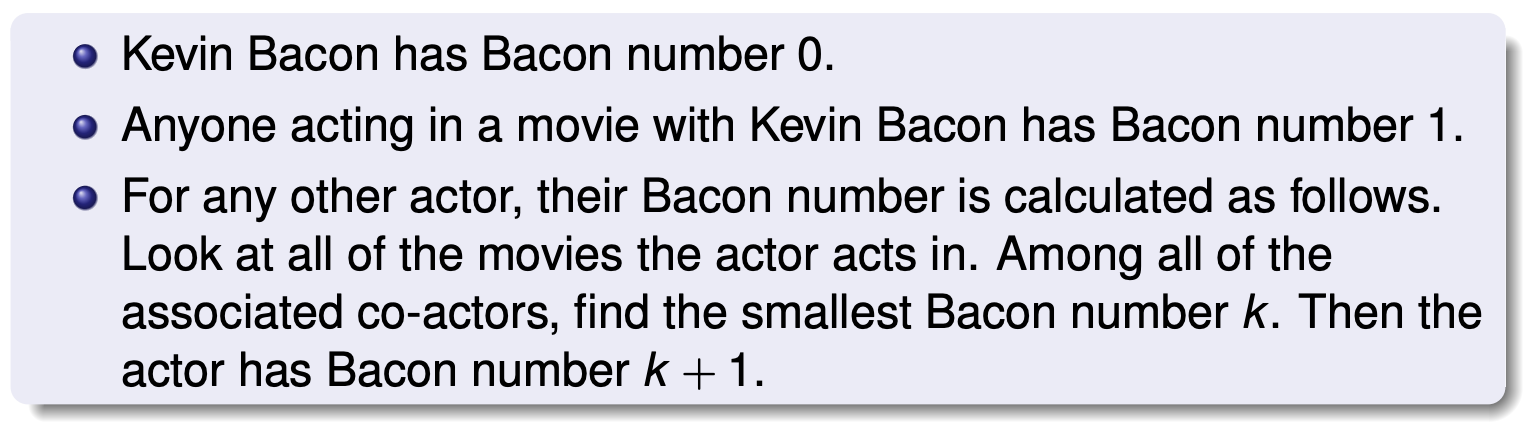 Kevin Bacon has Bacon number 0.
Anyone acting in a movie with Kevin Bacon has Bacon number 1.
For any other actor, their Bacon number is calculated as follows.
Look at all of the movies the actor acts in. Among all of the
associated co-actors, find the smallest Bacon number k. Then the
actor has Bacon number k + 1.